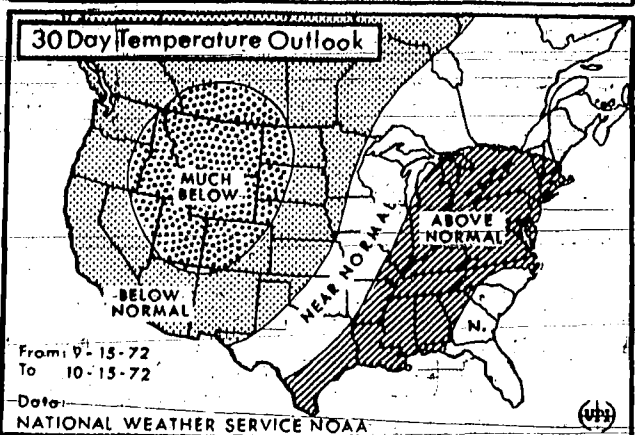 30 Day Temperature Outlook
MUCH
BELOW
ABOVE
NORMAL
NEAR NORMAL
BELOW
NORMAL
N.
From: 9-15-72
To 10-15-72
Data:
NATIONAL WEATHER SERVICE NOAA
UPI